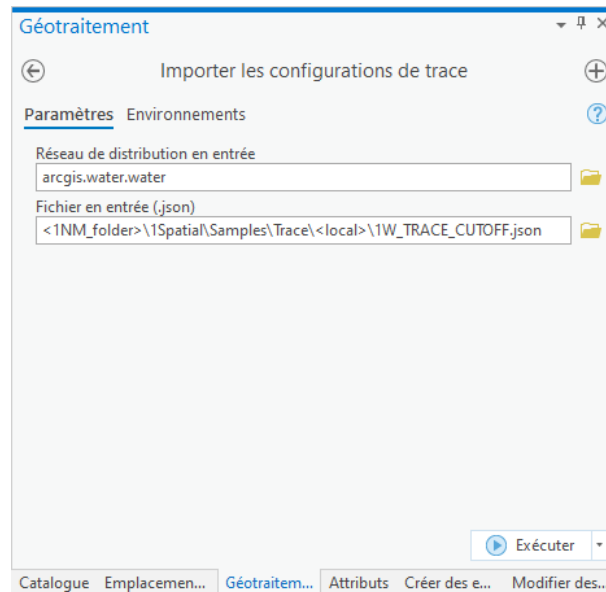 Géotraitement
Importer les configurations de trace
Paramètres Environnements
Réseau de distribution en entrée
arcgis.water.water
Fichier en entrée (.json)
<1NM_folder>\1Spatial\Samples\Trace\<local>\1W_TRACE_CUTOFF.json
Exécuter
Catalogue Emplacemen... Géotraitem... Attributs Créer des e... Modifier des...